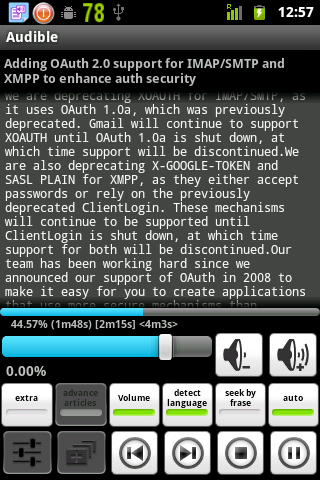 78
12:57
Audible
Adding OAuth 2.0 support for IMAP/SMTP and
XMPP to enhance auth security
we are deprecating XOAUTH for IMAP/SMTP, as
it uses OAuth 1.0a, which was previously
deprecated. Gmail will continue to support
XOAUTH until OAuth 1.0a is shut down, at
which time support will be discontinued.We
are also deprecating X-GOOGLE-TOKEN and
SASL PLAIN for XMPP, as they either accept
passwords or rely on the previously
deprecated ClientLogin. These mechanisms
will continue to be supported until
ClientLogin is shut down, at which time
support for both will be discontinued.Our
team has been working hard since we
announced our support of OAuth in 2008 to
make it easy for you to create applications
that use more secure mechanisms than
44.57% (1m48s) [2m15s] <4m3s>
0.00%
extra
advance
articles
Volume
detect
language
seek by
frase
auto